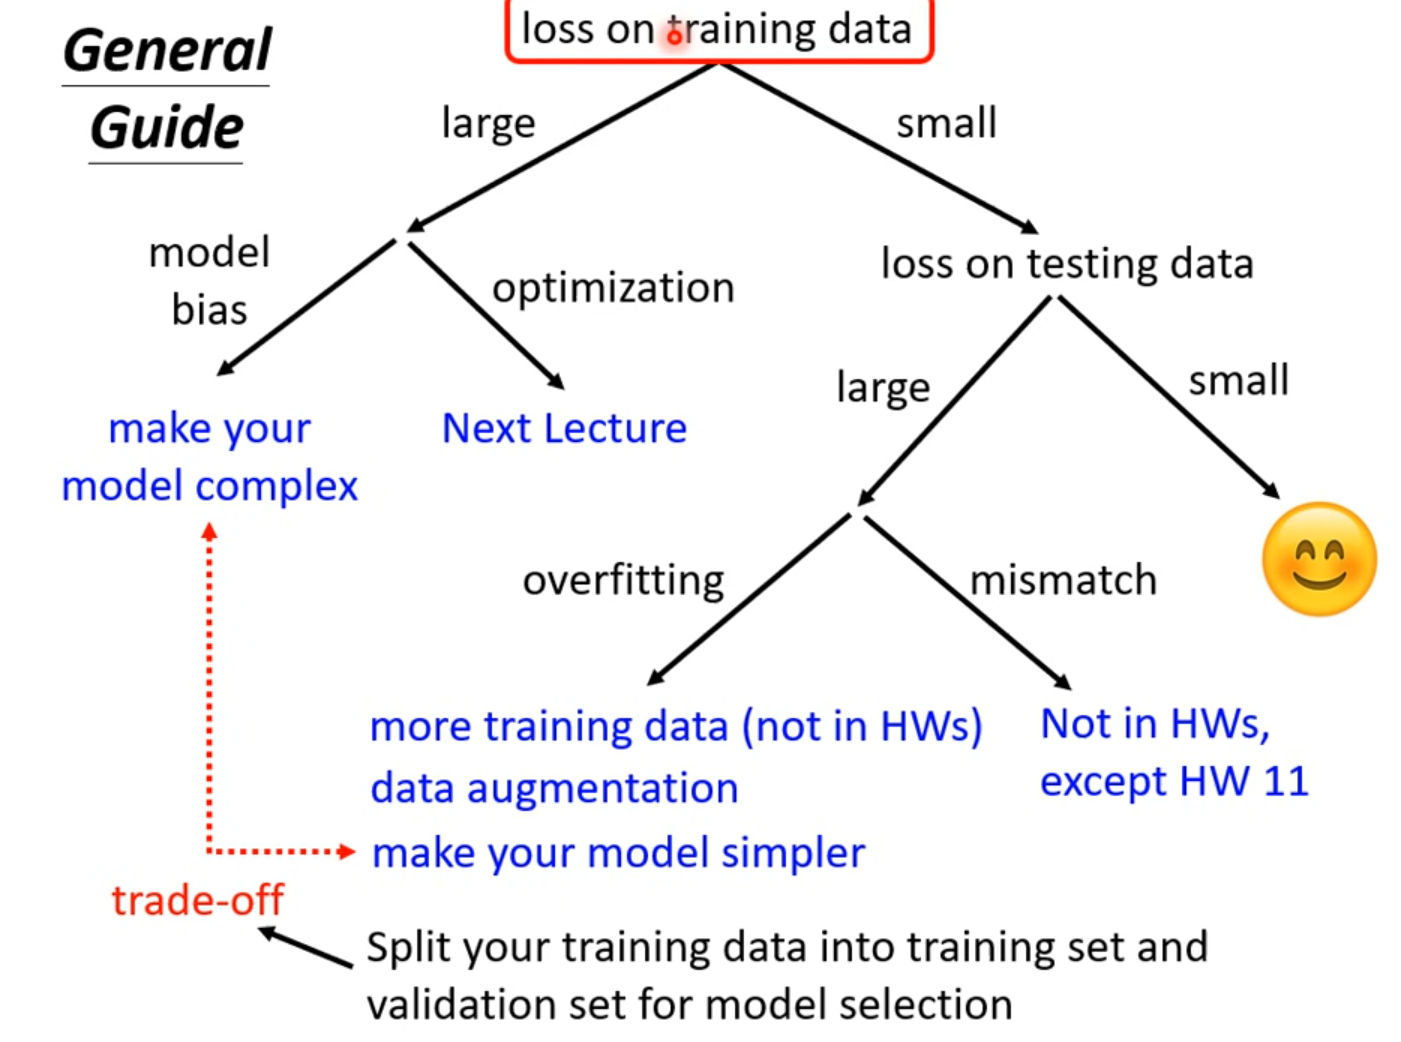 General
Guide
loss on training data
large
small
model
bias
optimization
loss on testing data
large
small
make your
model complex
Next Lecture
overfitting
mismatch
more training data (not in HWs)
data augmentation
make your model simpler
Not in HWs,
except HW 11
trade-off
Split your training data into training set and
validation set for model selection